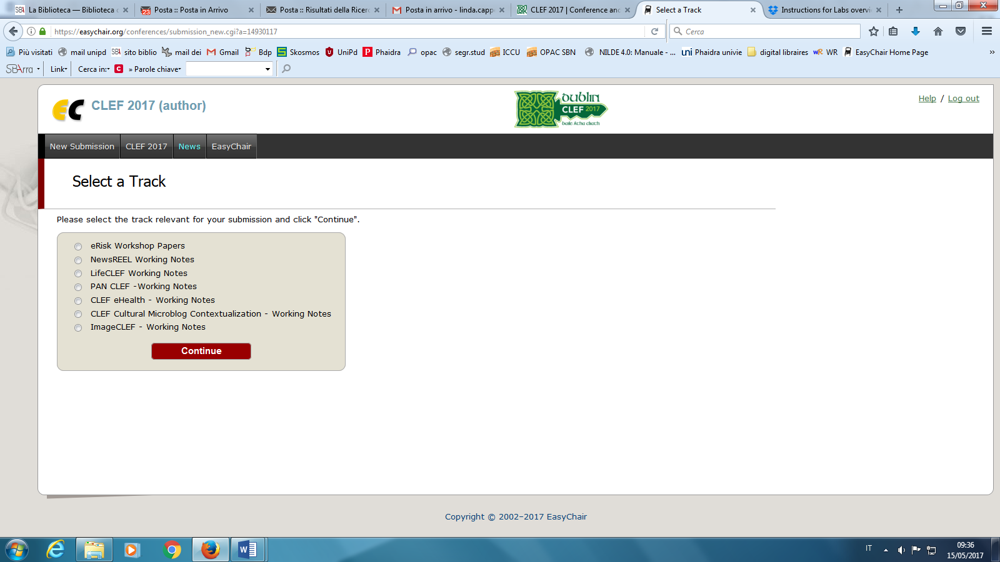 La Biblioteca — Biblioteca
Posta :: Posta in Arrivo
Posta :: Risultati della Ricer
Posta in arrivo - linda.capp
CLEF 2017 | Conference and
Select a Track
Instructions for Labs overvi
https://easychair.org/conferences/submission_new.cgi?a=14930117
Cerca
Più visitati
mail unipd
SBA sito biblio
mail dei
Gmail
Bdp
Skosmos
UniPd
Phaidra
opac
segr.stud
ICCU
OPAC SBN
NILDE 4.0: Manuale - ...
uni Phaidra univie
digital libraires
wR WR
EasyChair Home Page
»
SBArra
Link
Cerca in:
C
» Parole chiave
EC
CLEF 2017 (author)
Dublin
CLEF 2017
baile Átha cliath
Help / Log out
New Submission
CLEF 2017
News
EasyChair
Select a Track
Please select the track relevant for your submission and click "Continue".
eRisk Workshop Papers
NewsREEL Working Notes
LifeCLEF Working Notes
PAN CLEF -Working Notes
CLEF eHealth - Working Notes
CLEF Cultural Microblog Contextualization - Working Notes
ImageCLEF - Working Notes
Continue
Copyright © 2002–2017 EasyChair
IT
09:36
15/05/2017